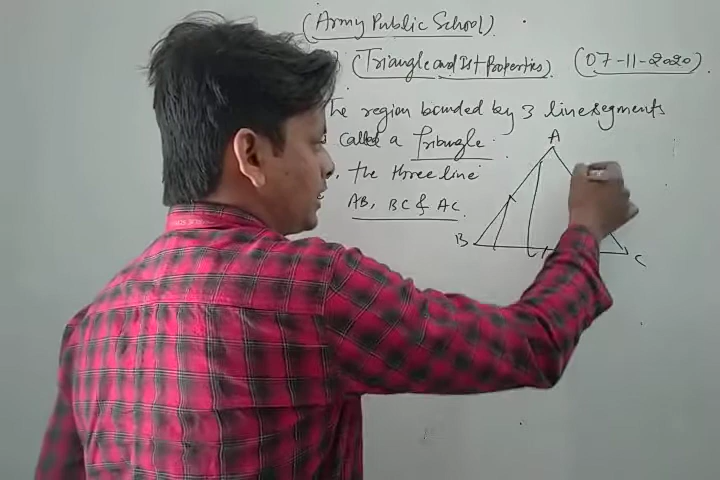 (Army Public School)
(Triangle and Its Properties). (07-11-2020).
The region bounded by 3 line segments
called a Triangle.
, the three line
AB, BC & AC.
A
B
C